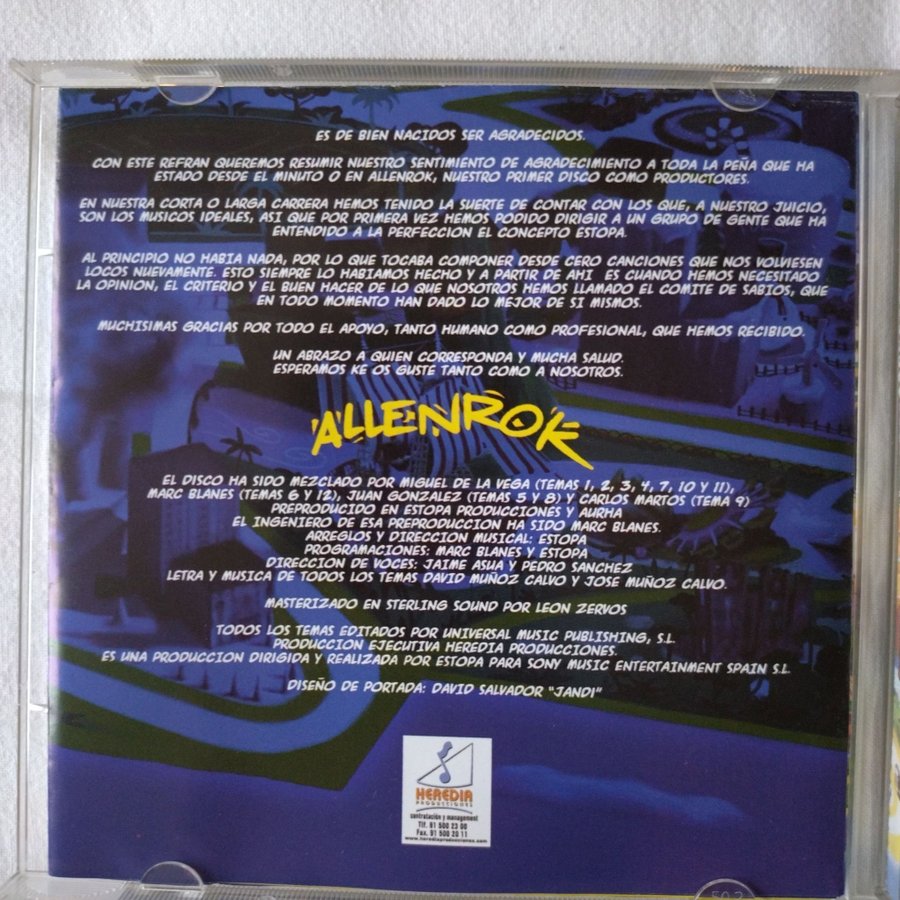 ES DE BIEN NACIDOS SER AGRADECIDOS.
CON ESTE REFRAN QUEREMOS RESUMIR NUESTRO SENTIMIENTO DE AGRADECIMIENTO A TODA LA PEÑA QUE HA
ESTADO DESDE EL MINUTO 0 EN ALLENROK, NUESTRO PRIMER DISCO COMO PRODUCTORES.
EN NUESTRA CORTA O LARGA CARRERA HEMOS TENIDO LA SUERTE DE CONTAR CON LOS QUE, A NUESTRO JUICIO,
SON LOS MUSICOS IDEALES, ASI QUE POR PRIMERA VEZ HEMOS PODIDO DIRIGIR A UN GRUPO DE GENTE QUE HA
ENTENDIDO A LA PERFECCION EL CONCEPTO ESTOPA.
AL PRINCIPIO NO HABIA NADA, POR LO QUE TOCABA COMPONER DESDE CERO CANCIONES QUE NOS VOLVIESEN
LOCOS NUEVAMENTE. ESTO SIEMPRE LO HABIAMOS HECHO Y A PARTIR DE AHI ES CUANDO HEMOS NECESITADO
LA OPINION, EL CRITERIO Y EL BUEN HACER DE LO QUE NOSOTROS HEMOS LLAMADO EL COMITE DE SABIOS, QUE
EN TODO MOMENTO HAN DADO LO MEJOR DE SI MISMOS.
MUCHISIMAS GRACIAS POR TODO EL APOYO, TANTO HUMANO COMO PROFESIONAL, QUE HEMOS RECIBIDO.
UN ABRAZO A QUIEN CORRESPONDA Y MUCHA SALUD.
ESPERAMOS KE OS GUSTE TANTO COMO A NOSOTROS.
ALLENROK
EL DISCO HA SIDO MEZCLADO POR MIGUEL DE LA VEGA (TEMAS 1, 2, 3, 4, 7, 10 Y 11),
MARC BLANES (TEMAS 6 Y 12), JUAN GONZALEZ (TEMAS 5 Y 8) Y CARLOS MARTOS (TEMA 9)
PREPRODUCIDO EN ESTOPA PRODUCCIONES Y AURHA
EL INGENIERO DE ESA PREPRODUCCION HA SIDO MARC BLANES.
ARREGLOS Y DIRECCION MUSICAL: ESTOPA
PROGRAMACIONES: MARC BLANES Y ESTOPA
DIRECCION DE VOCES: JAIME ASUA Y PEDRO SANCHEZ
LETRA Y MUSICA DE TODOS LOS TEMAS DAVID MUÑOZ CALVO Y JOSE MUÑOZ CALVO.
MASTERIZADO EN STERLING SOUND POR LEON ZERVOS
TODOS LOS TEMAS EDITADOS POR UNIVERSAL MUSIC PUBLISHING, S.L.
PRODUCCION EJECUTIVA HEREDIA PRODUCCIONES.
ES UNA PRODUCCION DIRIGIDA Y REALIZADA POR ESTOPA PARA SONY MUSIC ENTERTAINMENT SPAIN S.L.
DISEÑO DE PORTADA: DAVID SALVADOR "JANDI"
HEREDIA
PRODUCCIONES
contratación y management
Tlf. 91 500 23 00
Fax. 91 500 20 11
www.herediaproducciones.com